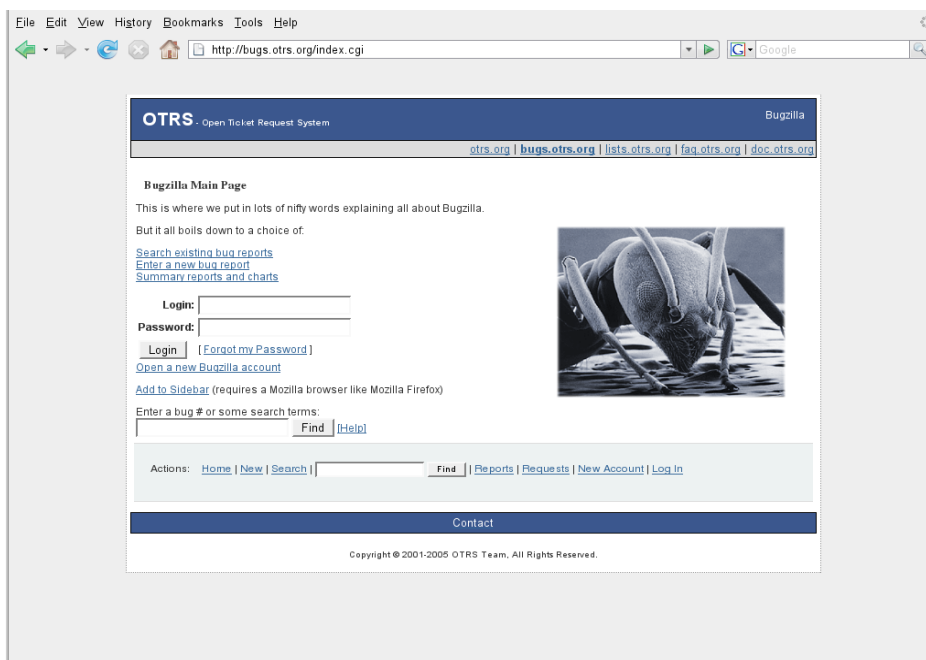 File Edit View History Bookmarks Tools Help
http://bugs.otrs.org/index.cgi
G Google
OTRS - Open Ticket Request System
Bugzilla
otrs.org | bugs.otrs.org | lists.otrs.org | faq.otrs.org | doc.otrs.org
Bugzilla Main Page
This is where we put in lots of nifty words explaining all about Bugzilla.
But it all boils down to a choice of:
Search existing bug reports
Enter a new bug report
Summary reports and charts
Login:
Password:
Login [ Forgot my Password ]
Open a new Bugzilla account
Add to Sidebar (requires a Mozilla browser like Mozilla Firefox)
Enter a bug # or some search terms:
Find [Help]
Actions: Home | New | Search | Find | Reports | Requests | New Account | Log In
Contact
Copyright © 2001-2005 OTRS Team, All Rights Reserved.